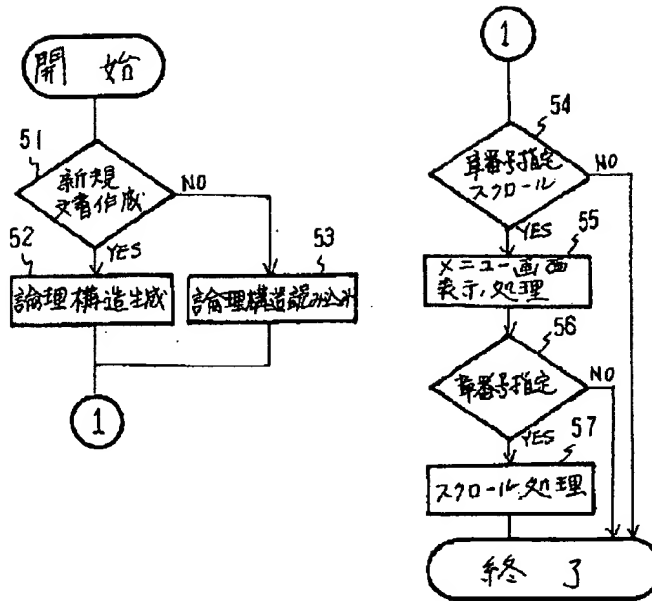 開始
51
新規
文書作成
NO
YES
52
論理構造生成
53
論理構造読み込み
1
1
54
章番号指定
スクロール
NO
YES
55
メニュー画面
表示,処理
56
章番号指定
NO
YES
57
スクロール処理
終了